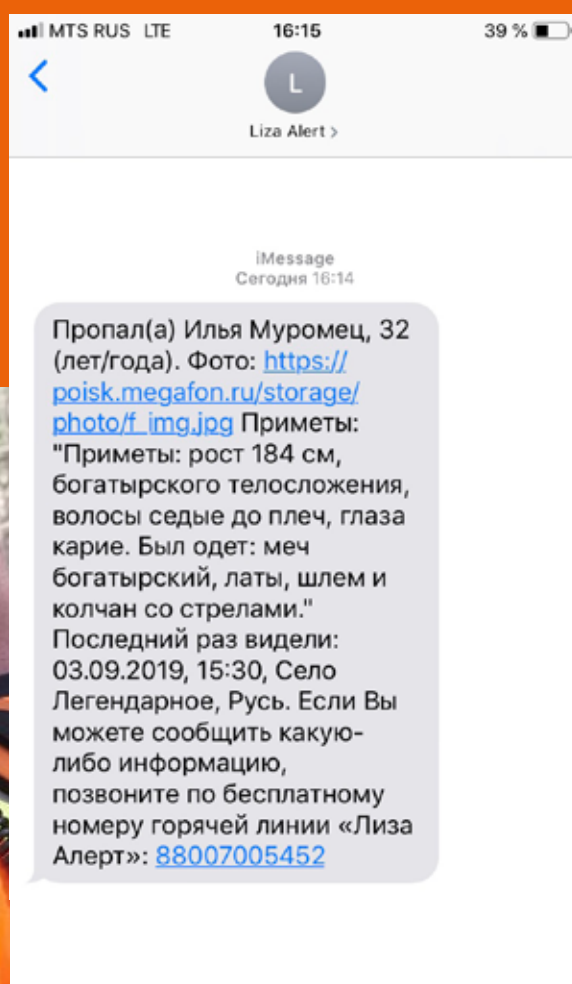 MTS RUS LTE 16:15 39 %
L
Liza Alert >
iMessage
Сегодня 16:14
Пропал(а) Илья Муромец, 32
(лет/года). Фото: https://
poisk.megafon.ru/storage/
photo/f_img.jpg Приметы:
"Приметы: рост 184 см,
богатырского телосложения,
волосы седые до плеч, глаза
карие. Был одет: меч
богатырский, латы, шлем и
колчан со стрелами."
Последний раз видели:
03.09.2019, 15:30, Село
Легендарное, Русь. Если Вы
можете сообщить какую-
либо информацию,
позвоните по бесплатному
номеру горячей линии «Лиза
Алерт»: 88007005452